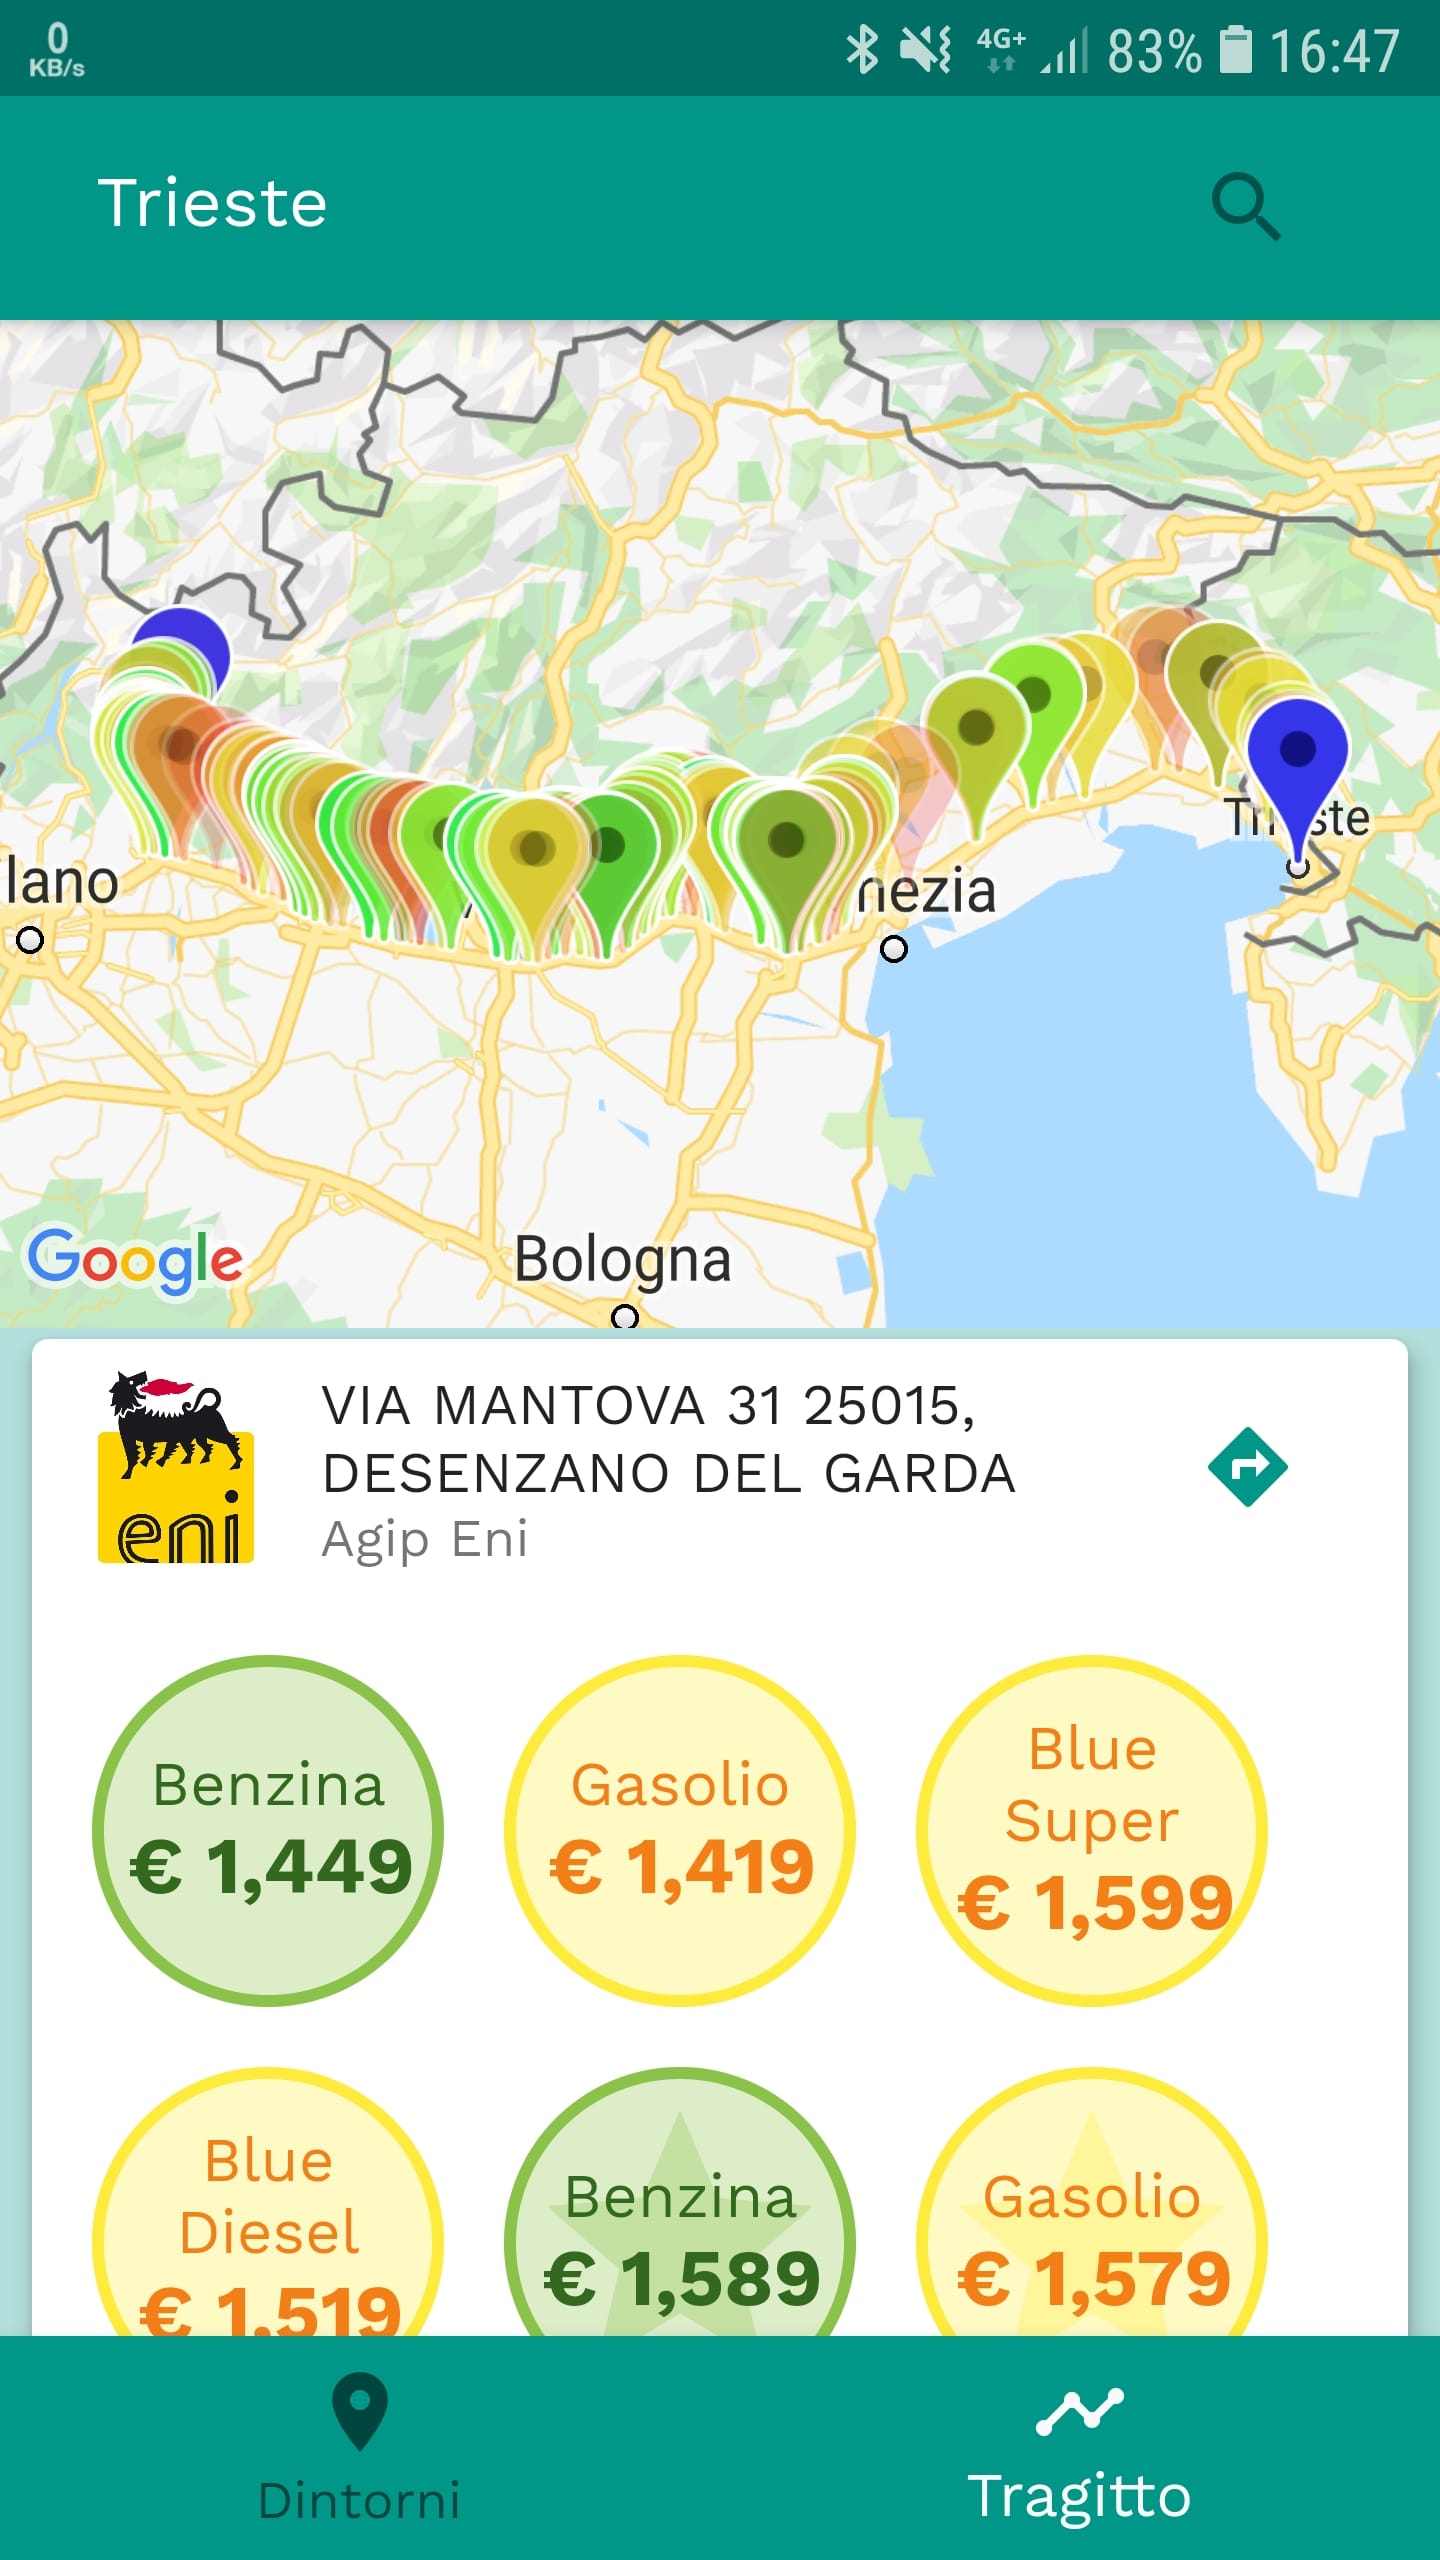 0
KB/s
4G+
83%
16:47
Trieste
lano
nezia
Bologna
Google
VIA MANTOVA 31 25015,
DESENZANO DEL GARDA
Agip Eni
eni
Benzina
€ 1,449
Gasolio
€ 1,419
Blue
Super
€ 1,599
Blue
Diesel
€ 1,519
Benzina
€ 1,589
Gasolio
€ 1,579
Dintorni
Tragitto